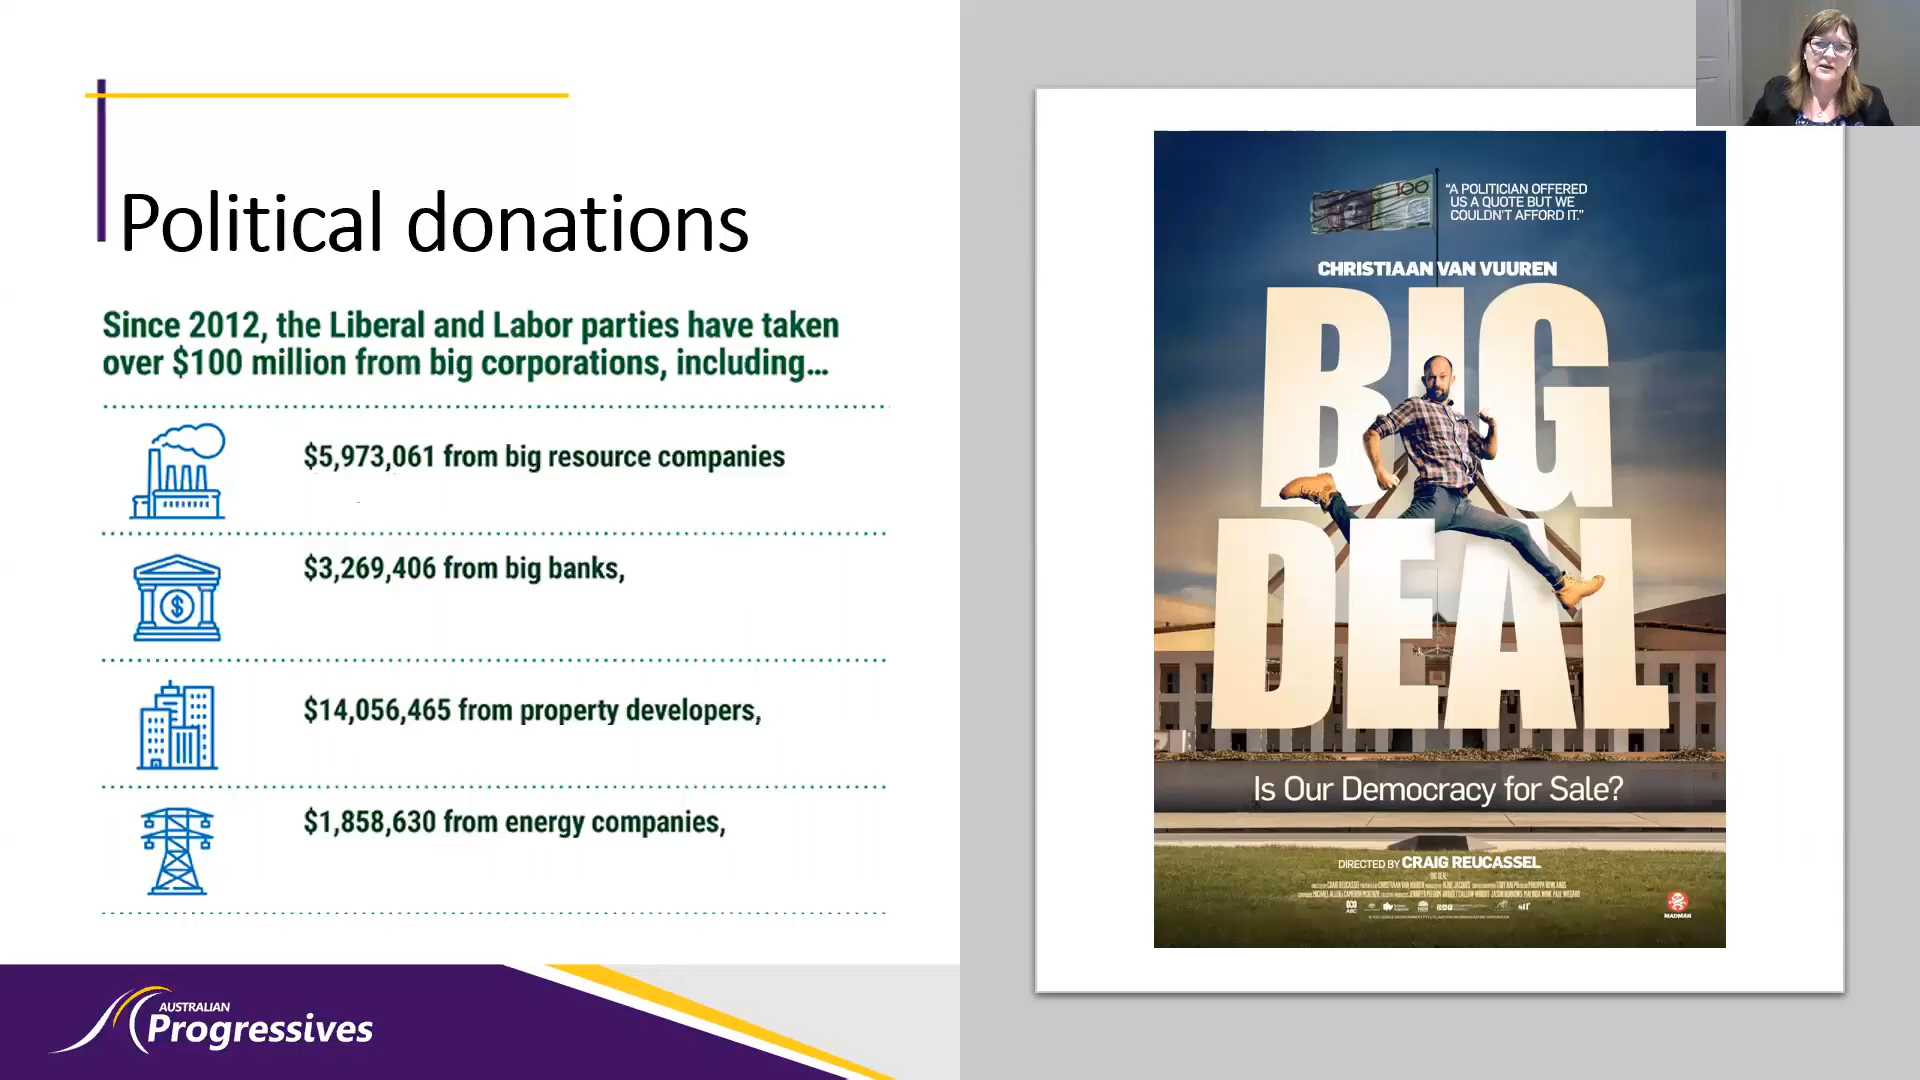 Political donations
Since 2012, the Liberal and Labor parties have taken
over $100 million from big corporations, including...
$5,973,061 from big resource companies
$3,269,406 from big banks,
$14,056,465 from property developers,
$1,858,630 from energy companies,
AUSTRALIAN
Progressives
100
“A POLITICIAN OFFERED
US A QUOTE BUT WE
COULDN’T AFFORD IT.”
CHRISTIAAN VAN VUUREN
BIG
DEAL
Is Our Democracy for Sale?
DIRECTED BY CRAIG REUCASSEL
ABC
MADMAN